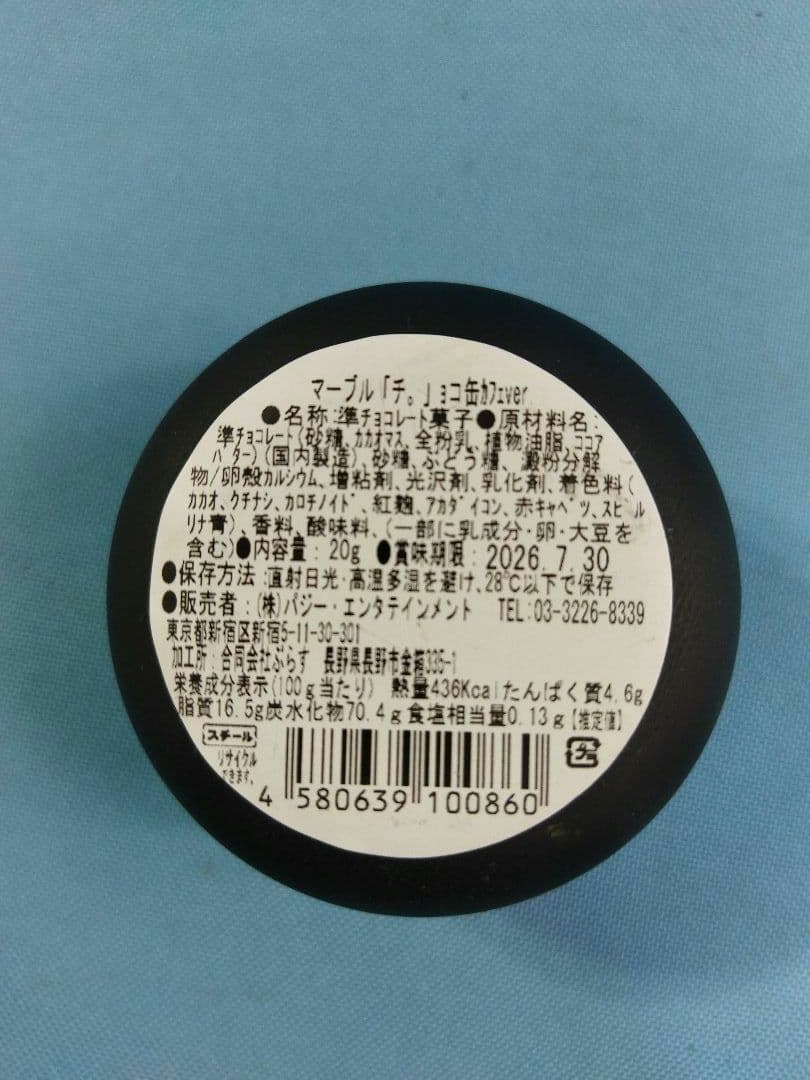 マーブル「チ。」ョコ缶ｶﾌｪver.
●名称:準チョコレート菓子●原材料名:
準チョコレート(砂糖、カカオマス、全粉乳、植物油脂、ココア
バター)(国内製造)、砂糖、ぶどう糖、澱粉分解
物/卵殻カルシウム、増粘剤、光沢剤、乳化剤、着色料(
カカオ、クチナシ、カロチノイド、紅麹、アカダイコン、赤キャベツ、スピル
リナ青)、香料、酸味料、(一部に乳成分・卵・大豆を
含む)●内容量:20g ●賞味期限:2026.7.30
●保存方法:直射日光・高温多湿を避け、28℃以下で保存
●販売者:(株)バジー・エンタテインメント TEL:03-3226-8339
東京都新宿区新宿5-11-30-301
加工所:合同会社ぷらす 長野県長野市金箱335-1
栄養成分表示(100g当たり) 熱量436Kcalたんぱく質4.6g
脂質16.5g炭水化物70.4g食塩相当量0.13g【推定値】
スチール
リサイクル
できます。
プラ
4 580639 100860